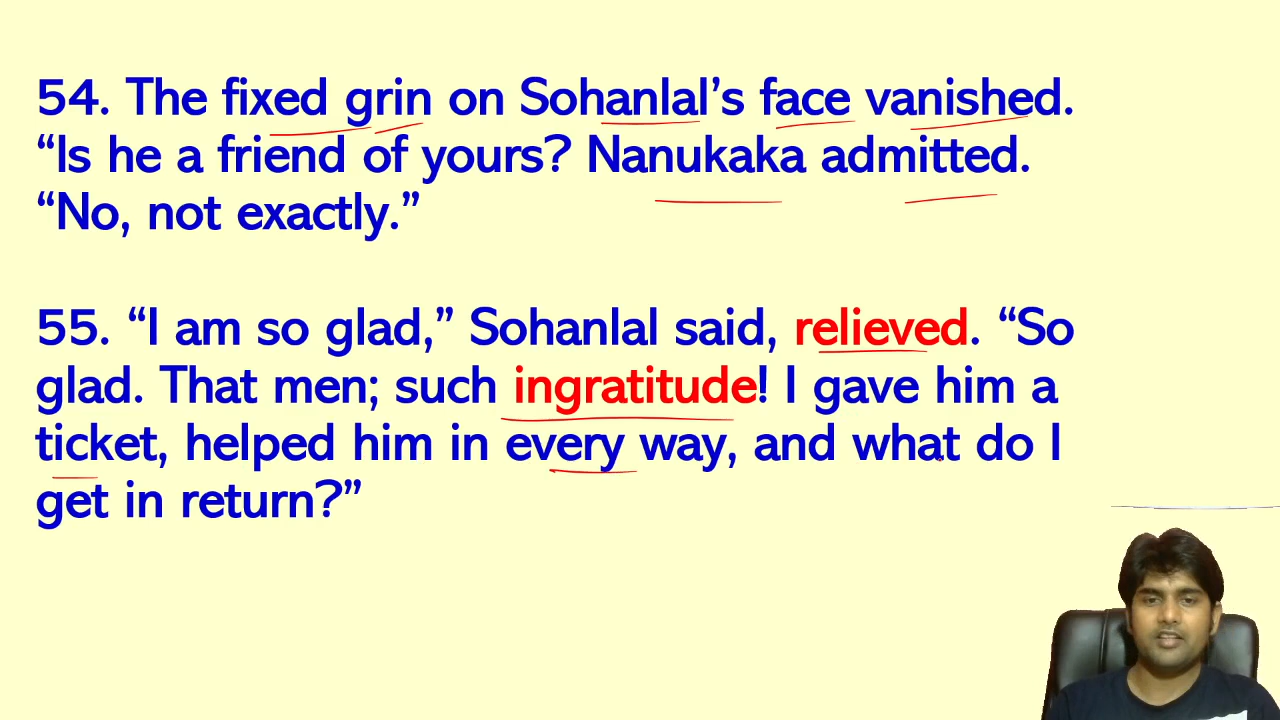 54. The fixed grin on Sohanlal’s face vanished.
“Is he a friend of yours? Nanukaka admitted.
“No, not exactly.”
55. “I am so glad,” Sohanlal said, relieved. “So
glad. That men; such ingratitude! I gave him a
ticket, helped him in every way, and what do I
get in return?”